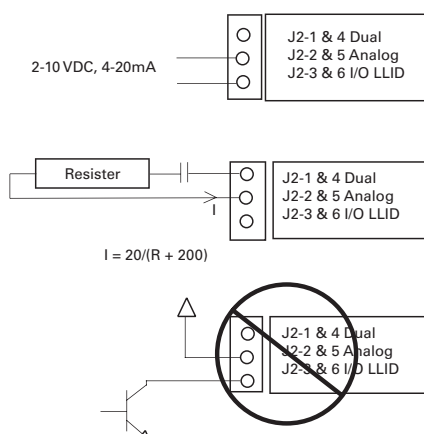 J2-1 & 4 Dual
J2-2 & 5 Analog
J2-3 & 6 I/O LLID
2-10 VDC, 4-20mA
Resister
I
J2-1 & 4 Dual
J2-2 & 5 Analog
J2-3 & 6 I/O LLID
I = 20/(R + 200)
J2-1 & 4 Dual
J2-2 & 5 Analog
J2-3 & 6 I/O LLID